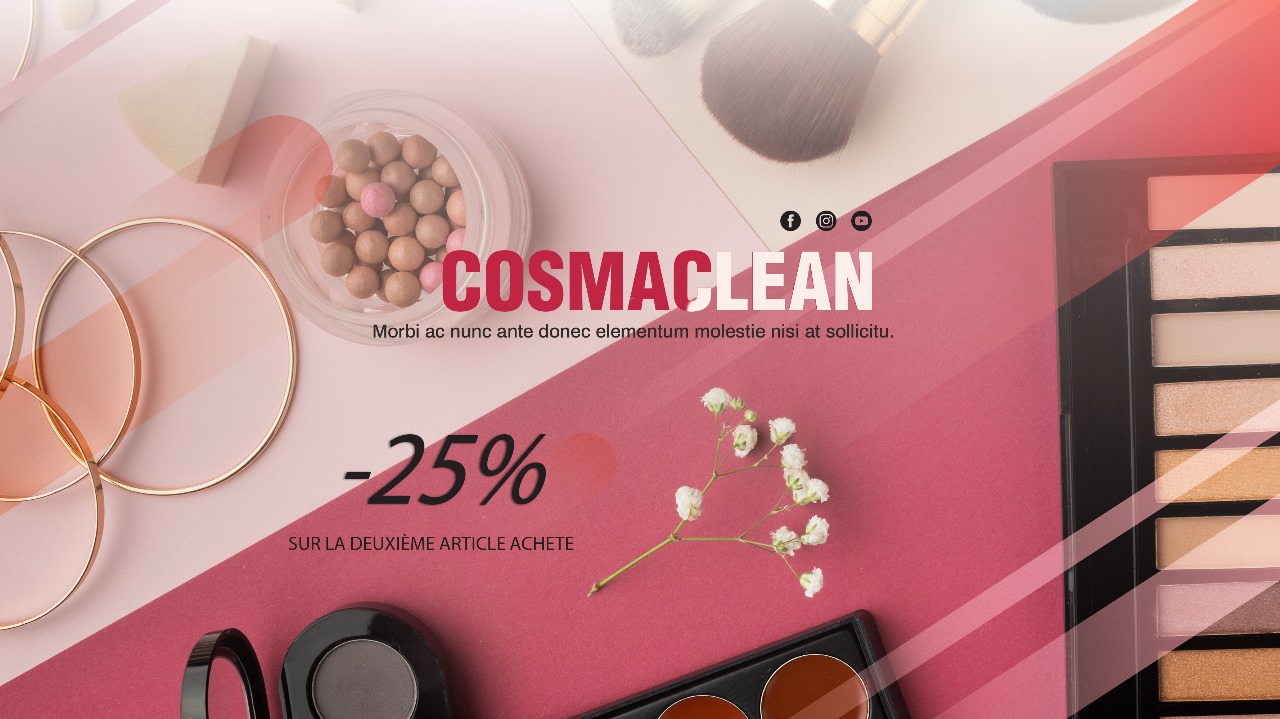 COSMACLEAN
Morbi ac nunc ante donec elementum molestie nisi at sollicitu.
-25%
SUR LA DEUXIÈME ARTICLE ACHETE